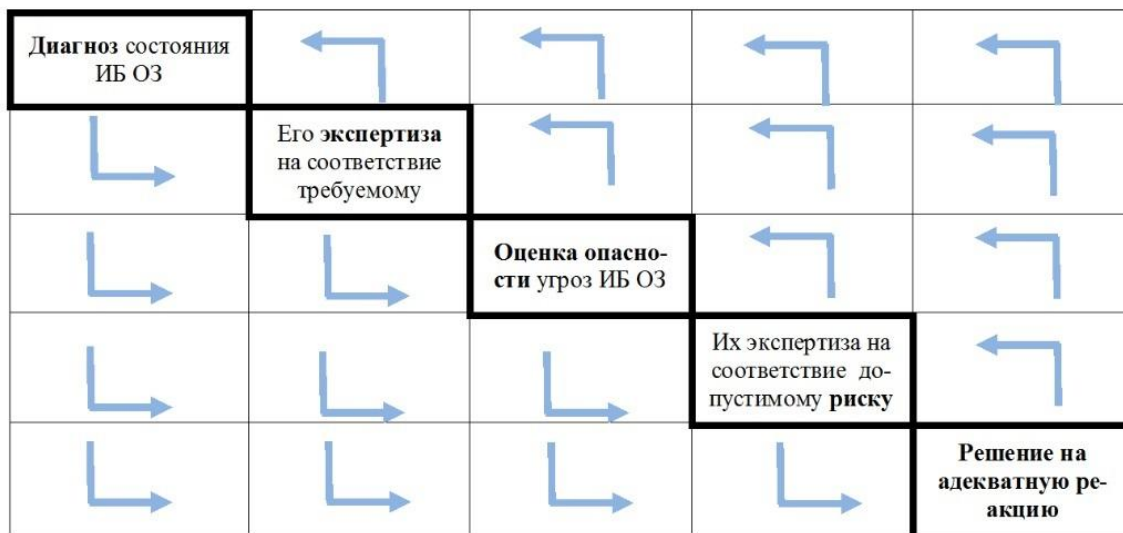 Диагноз состояния
ИБ ОЗ
Его экспертиза
на соответствие
требуемому
Оценка опасно-
сти угроз ИБ ОЗ
Их экспертиза на
соответствие до-
пустимому риску
Решение на
адекватную ре-
акцию